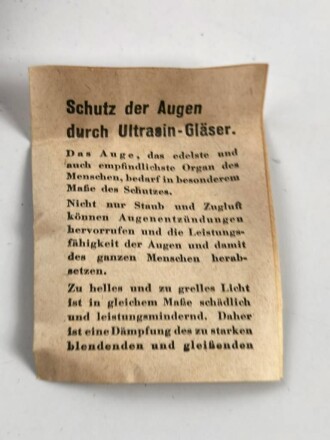 Schutz der Augen
durch Ultrasin-Gläser.
Das Auge, das edelste und
auch empfindlichste Organ des
Menschen, bedarf in besonderem
Maße des Schutzes.
Nicht nur Staub und Zugluft
können Augenentzündungen
hervorrufen und die Leistungs-
fähigkeit der Augen und damit
des ganzen Menschen herab-
setzen.
Zu helles und zu grelles Licht
ist in gleichem Maße schädlich
und leistungsmindernd. Daher
ist eine Dämpfung des zu starken
blendenden und gleißenden